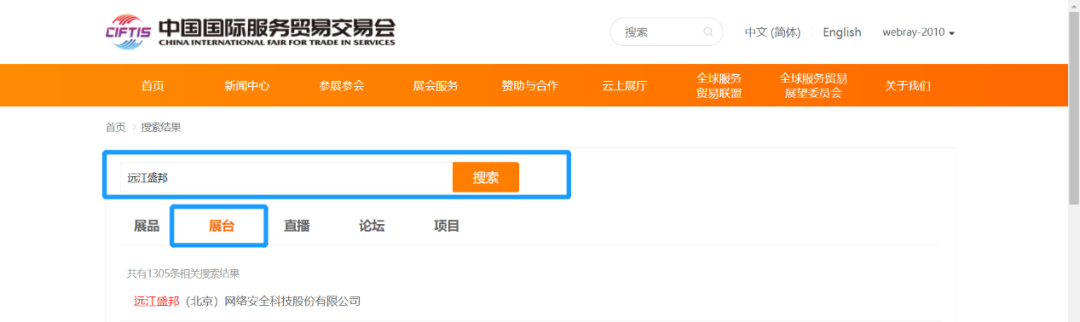 CIFTIS 中国国际服务贸易交易会
CHINA INTERNATIONAL FAIR FOR TRADE IN SERVICES
搜索 中文 (简体) English webray-2010
首页 新闻中心 参展参会 展会服务 赞助与合作 云上展厅 全球服务 全球服务贸易 关于我们
贸易联盟 展望委员会
首页 > 搜索结果
远江盛邦 搜索
展品 展台 直播 论坛 项目
共有1305条相关搜索结果
远江盛邦（北京）网络安全科技股份有限公司